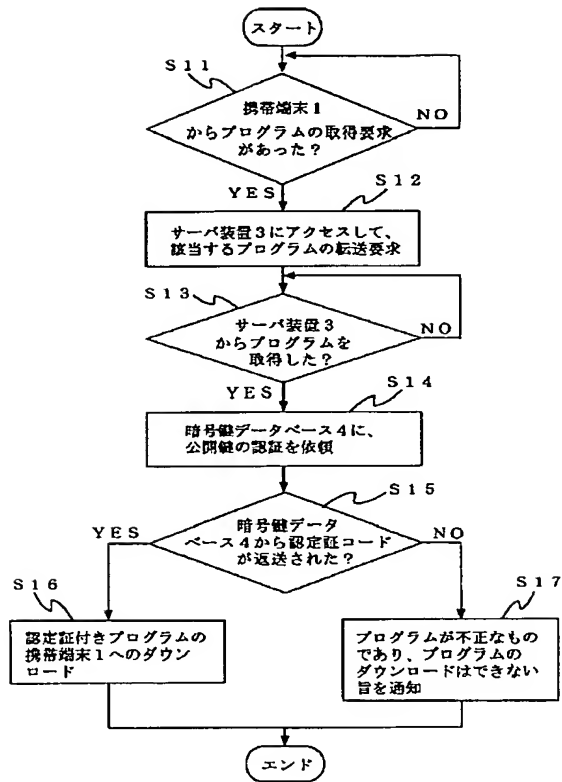 スタート
S11
携帯端末1
からプログラムの取得要求
があった？
NO
YES
S12
サーバ装置3にアクセスして、
該当するプログラムの転送要求
S13
サーバ装置3
からプログラムを
取得した？
NO
YES
S14
暗号鍵データベース4に、
公開鍵の認証を依頼
S15
暗号鍵データ
ベース4から認定証コード
が返送された？
YES
NO
S16
認定証付きプログラムの
携帯端末1へのダウン
ロード
S17
プログラムが不正なもの
であり、プログラムの
ダウンロードはできない
旨を通知
エンド